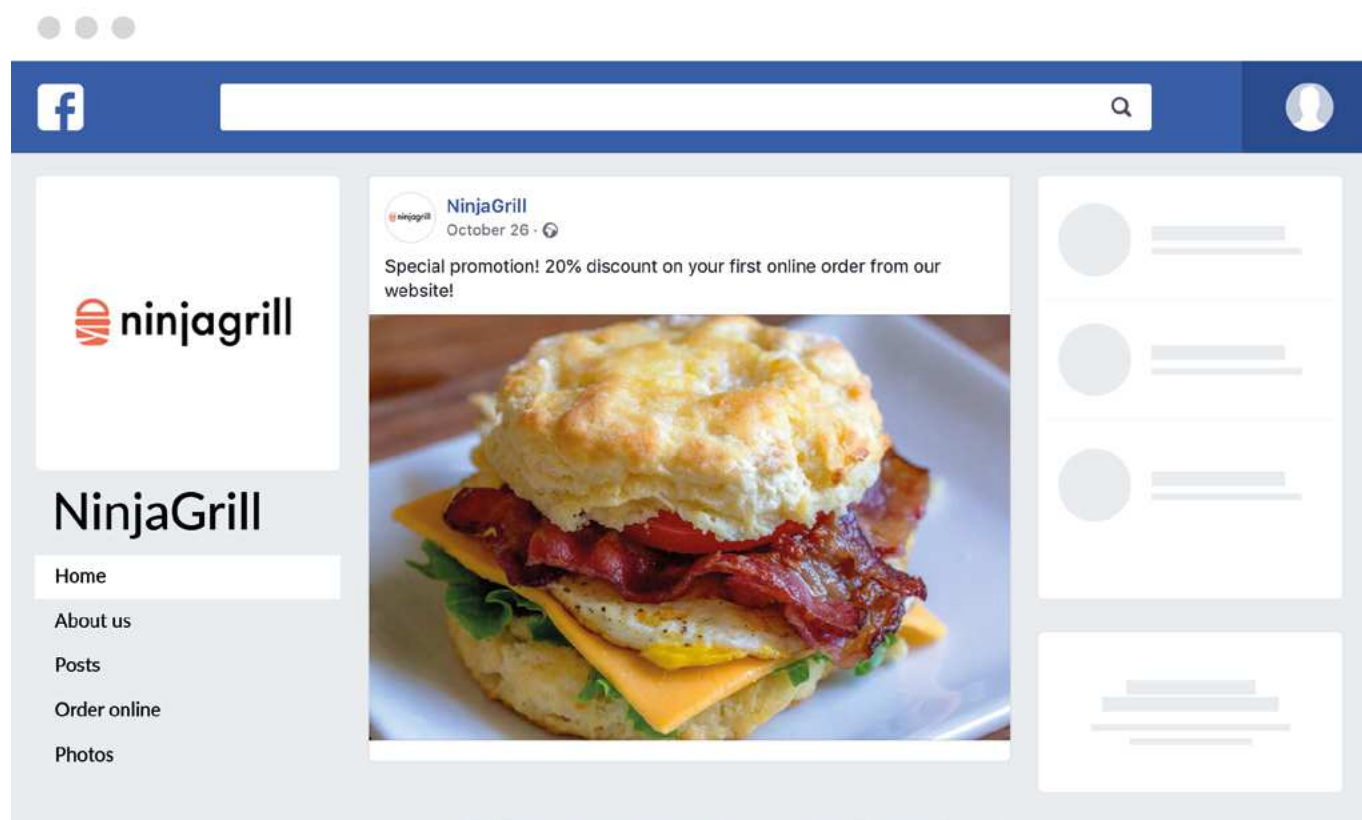 f
ninjagrill
NinjaGrill
Home
About us
Posts
Order online
Photos
ninjagrill
NinjaGrill
October 26 ·
Special promotion! 20% discount on your first online order from our
website!